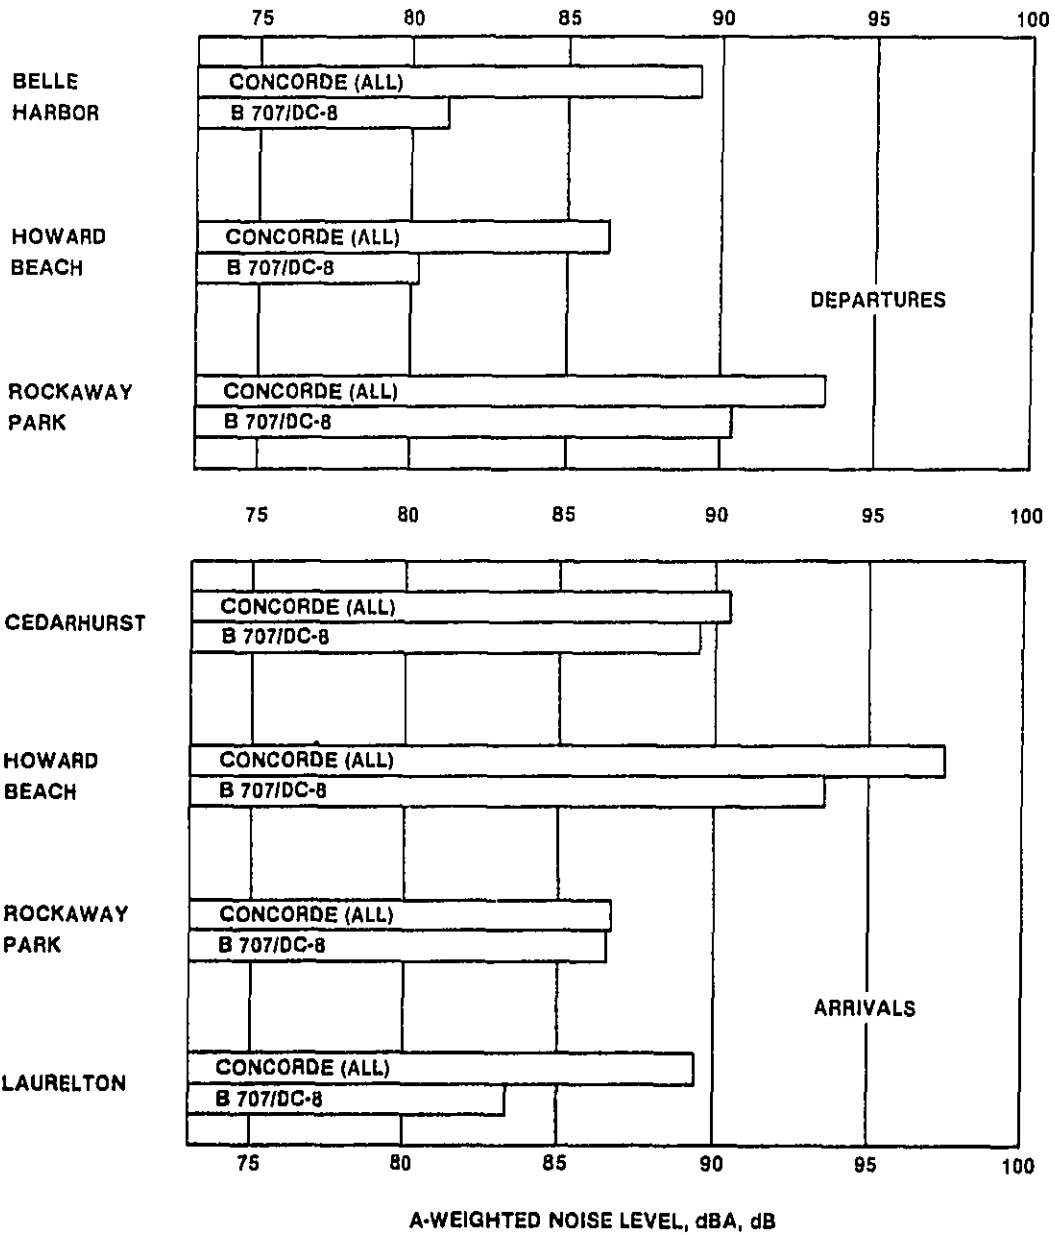 75 80 85 90 95 100
BELLE
HARBOR
CONCORDE (ALL)
B 707/DC-8
HOWARD
BEACH
CONCORDE (ALL)
B 707/DC-8
DEPARTURES
ROCKAWAY
PARK
CONCORDE (ALL)
B 707/DC-8
75 80 85 90 95 100
CEDARHURST
CONCORDE (ALL)
B 707/DC-8
HOWARD
BEACH
CONCORDE (ALL)
B 707/DC-8
ROCKAWAY
PARK
CONCORDE (ALL)
B 707/DC-8
ARRIVALS
LAURELTON
CONCORDE (ALL)
B 707/DC-8
75 80 85 90 95 100
A-WEIGHTED NOISE LEVEL, dBA, dB